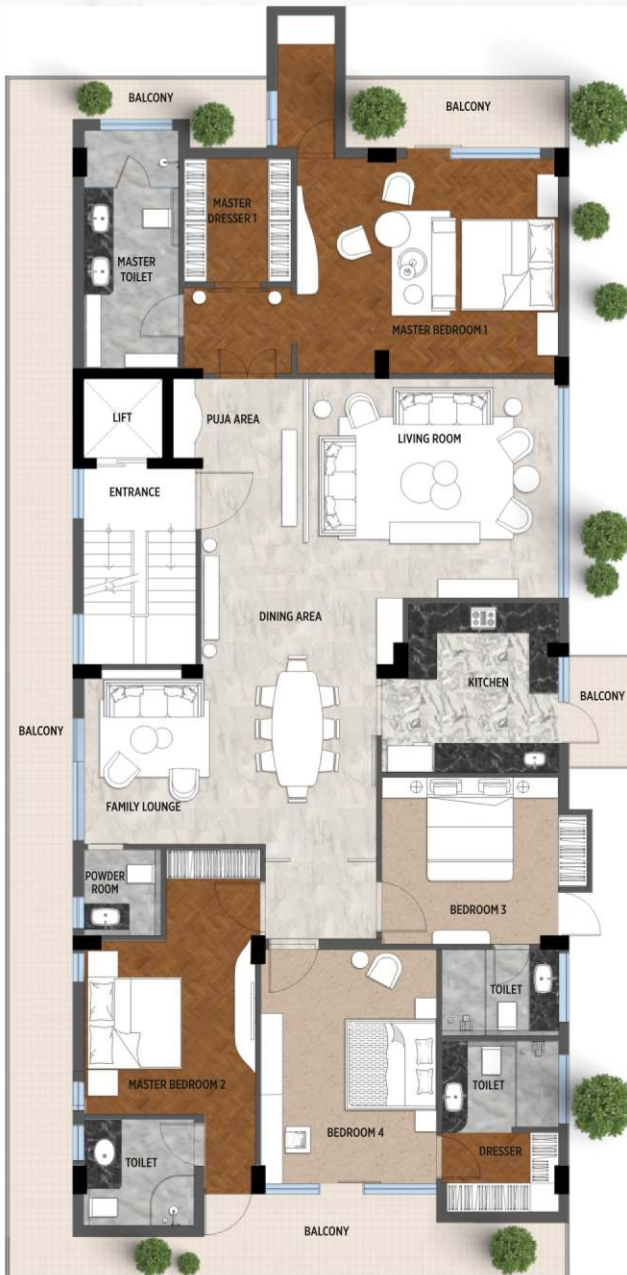 BALCONY
BALCONY
MASTER
DRESSER 1
MASTER
TOILET
MASTER BEDROOM 1
LIFT
PUJA AREA
LIVING ROOM
ENTRANCE
DINING AREA
KITCHEN
BALCONY
BALCONY
FAMILY LOUNGE
POWDER
ROOM
BEDROOM 3
TOILET
MASTER BEDROOM 2
TOILET
BEDROOM 4
DRESSER
TOILET
BALCONY